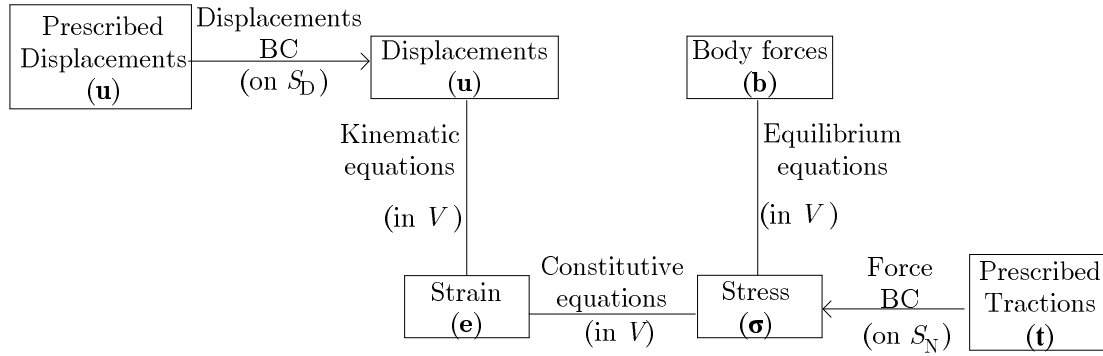 Prescribed
Displacements
(u)
Displacements
BC
(on S_D)
Displacements
(u)
Body forces
(b)
Kinematic
equations
(in V)
Equilibrium
equations
(in V)
Strain
(e)
Constitutive
equations
(in V)
Stress
(σ)
Force
BC
(on S_N)
Prescribed
Tractions
(t)